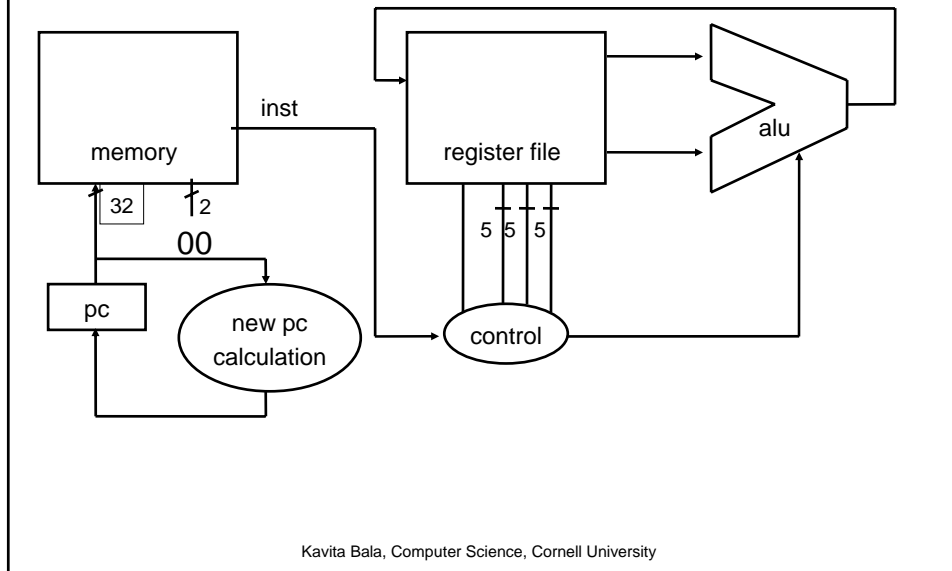 inst
memory
register file
alu
32
2
00
5 5 5
pc
new pc
calculation
control
Kavita Bala, Computer Science, Cornell University